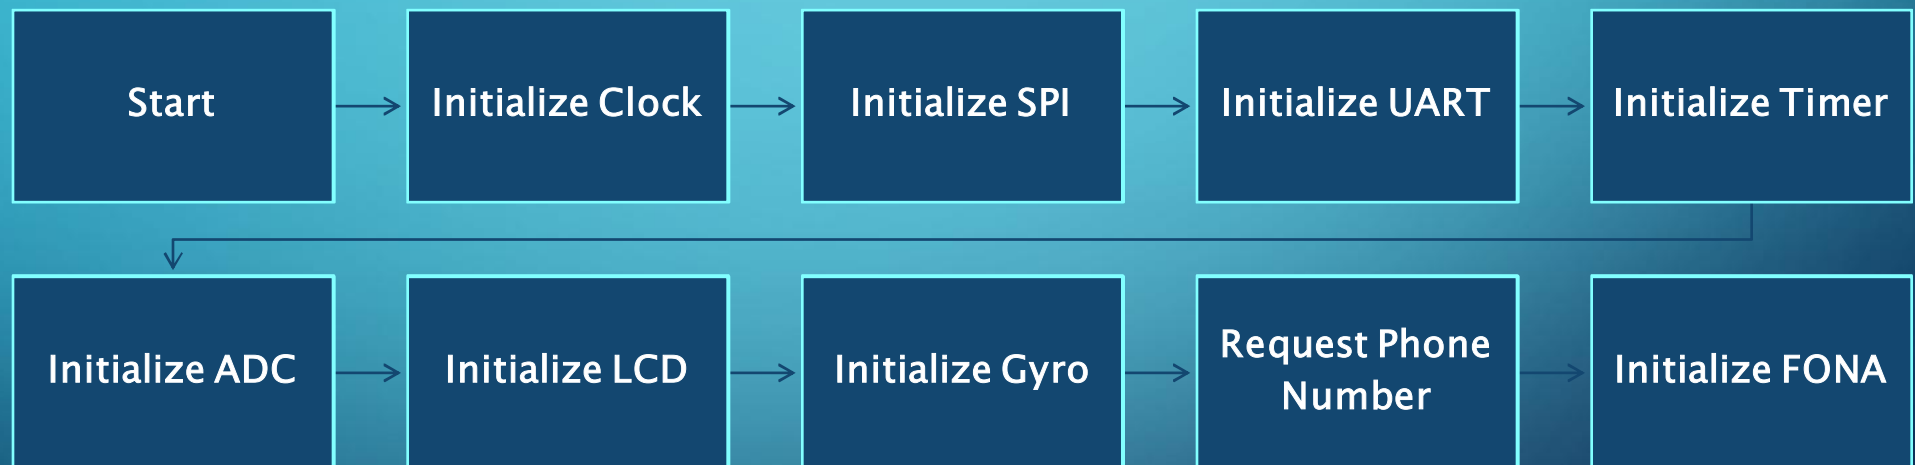 Start
Initialize Clock
Initialize SPI
Initialize UART
Initialize Timer
Initialize ADC
Initialize LCD
Initialize Gyro
Request Phone
Number
Initialize FONA